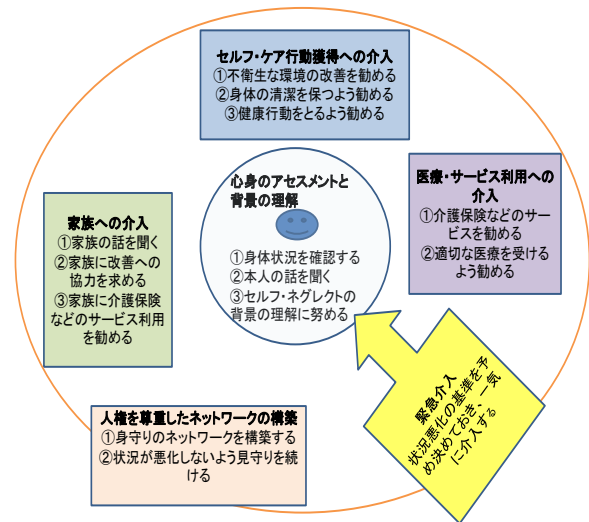 セルフ・ケア行動獲得への介入
①不衛生な環境の改善を勧める
②身体の清潔を保つよう勧める
③健康行動をとるよう勧める
心身のアセスメントと
背景の理解
①身体状況を確認する
②本人の話を聞く
③セルフ・ネグレクトの
背景の理解に努める
医療・サービス利用への
介入
①介護保険などのサー
ビスを勧める
②適切な医療を受ける
よう勧める
家族への介入
①家族の話を聞く
②家族に改善への
協力を求める
③家族に介護保険
などのサービス利用
を勧める
緊急介入
状況悪化の基準を予
め決めておき、一気
に介入する
人権を尊重したネットワークの構築
①身守りのネットワークを構築する
②状況が悪化しないよう見守りを続
ける